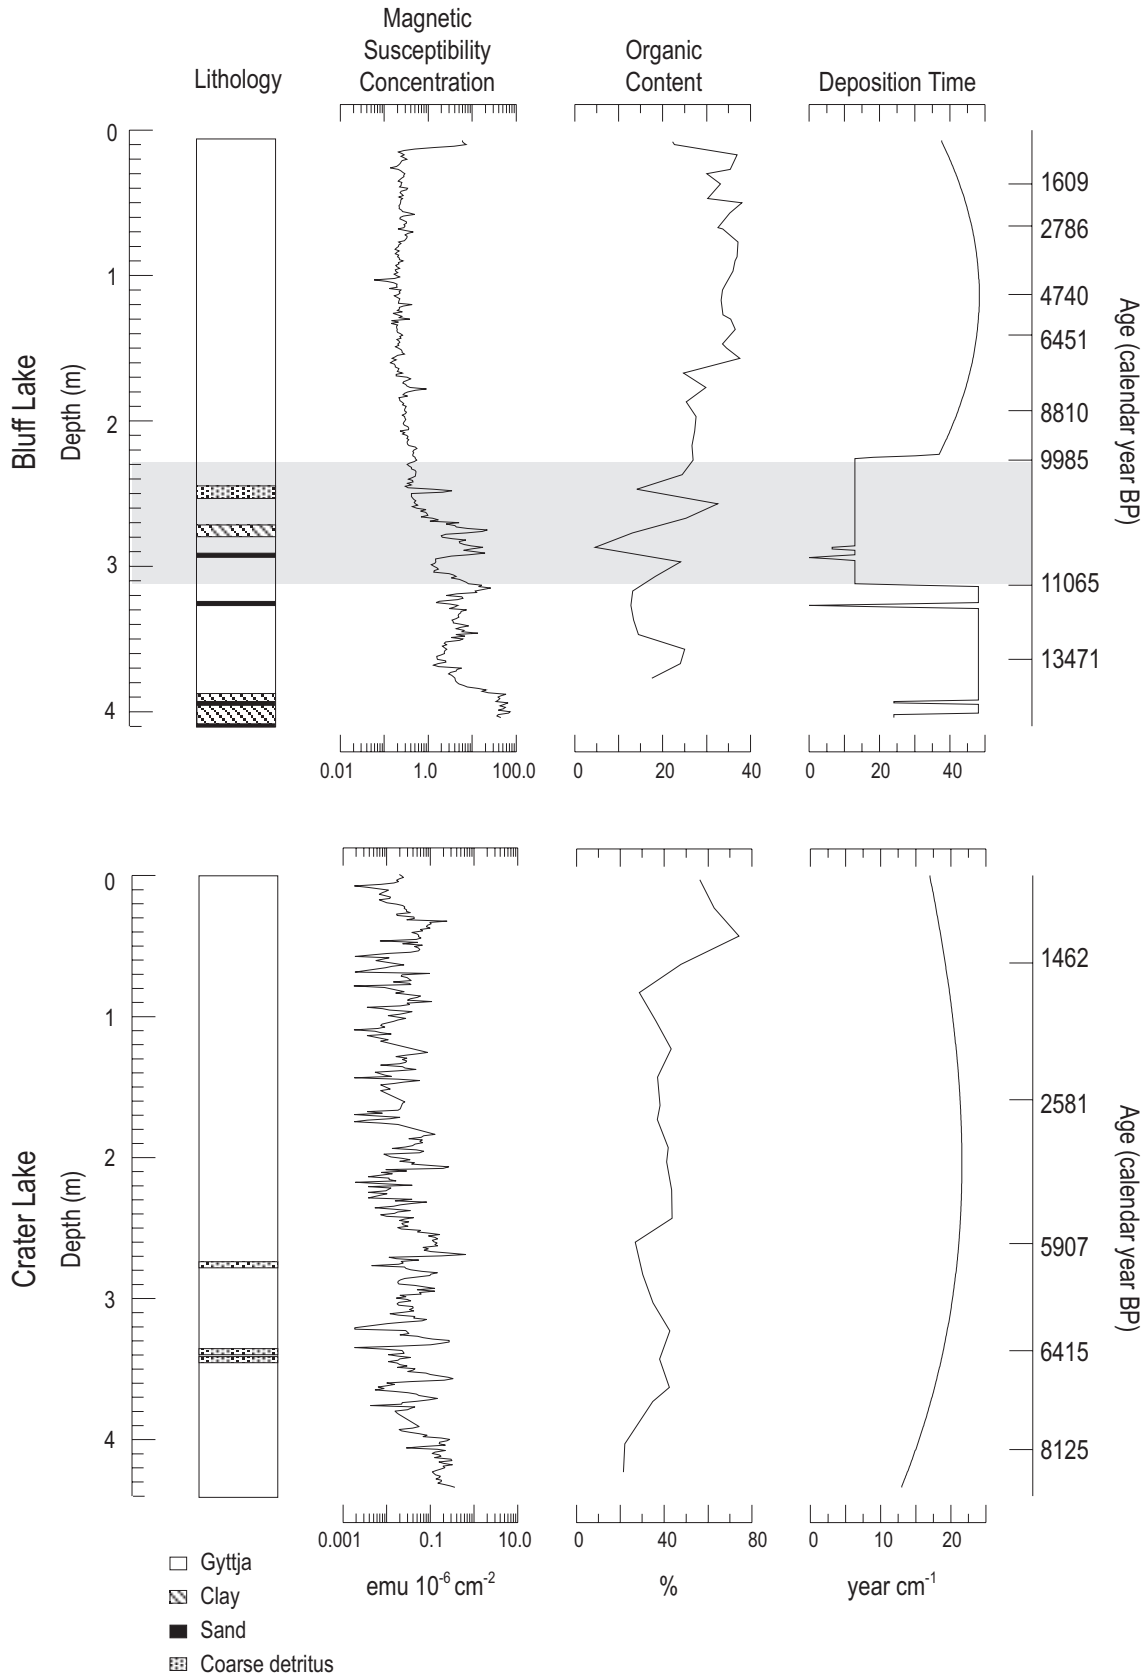 Lithology
Magnetic
Susceptibility
Concentration
Organic
Content
Deposition Time
Bluff Lake
Depth (m)
0
1
2
3
4
1609
2786
4740
6451
8810
9985
11065
13471
Age (calendar year BP)
0.01 1.0 100.0
0 20 40
0 20 40
Crater Lake
Depth (m)
0
1
2
3
4
1462
2581
5907
6415
8125
Age (calendar year BP)
0.001 0.1 10.0
0 40 80
0 10 20
emu 10-6 cm-2
%
year cm-1
Gyttja
Clay
Sand
Coarse detritus